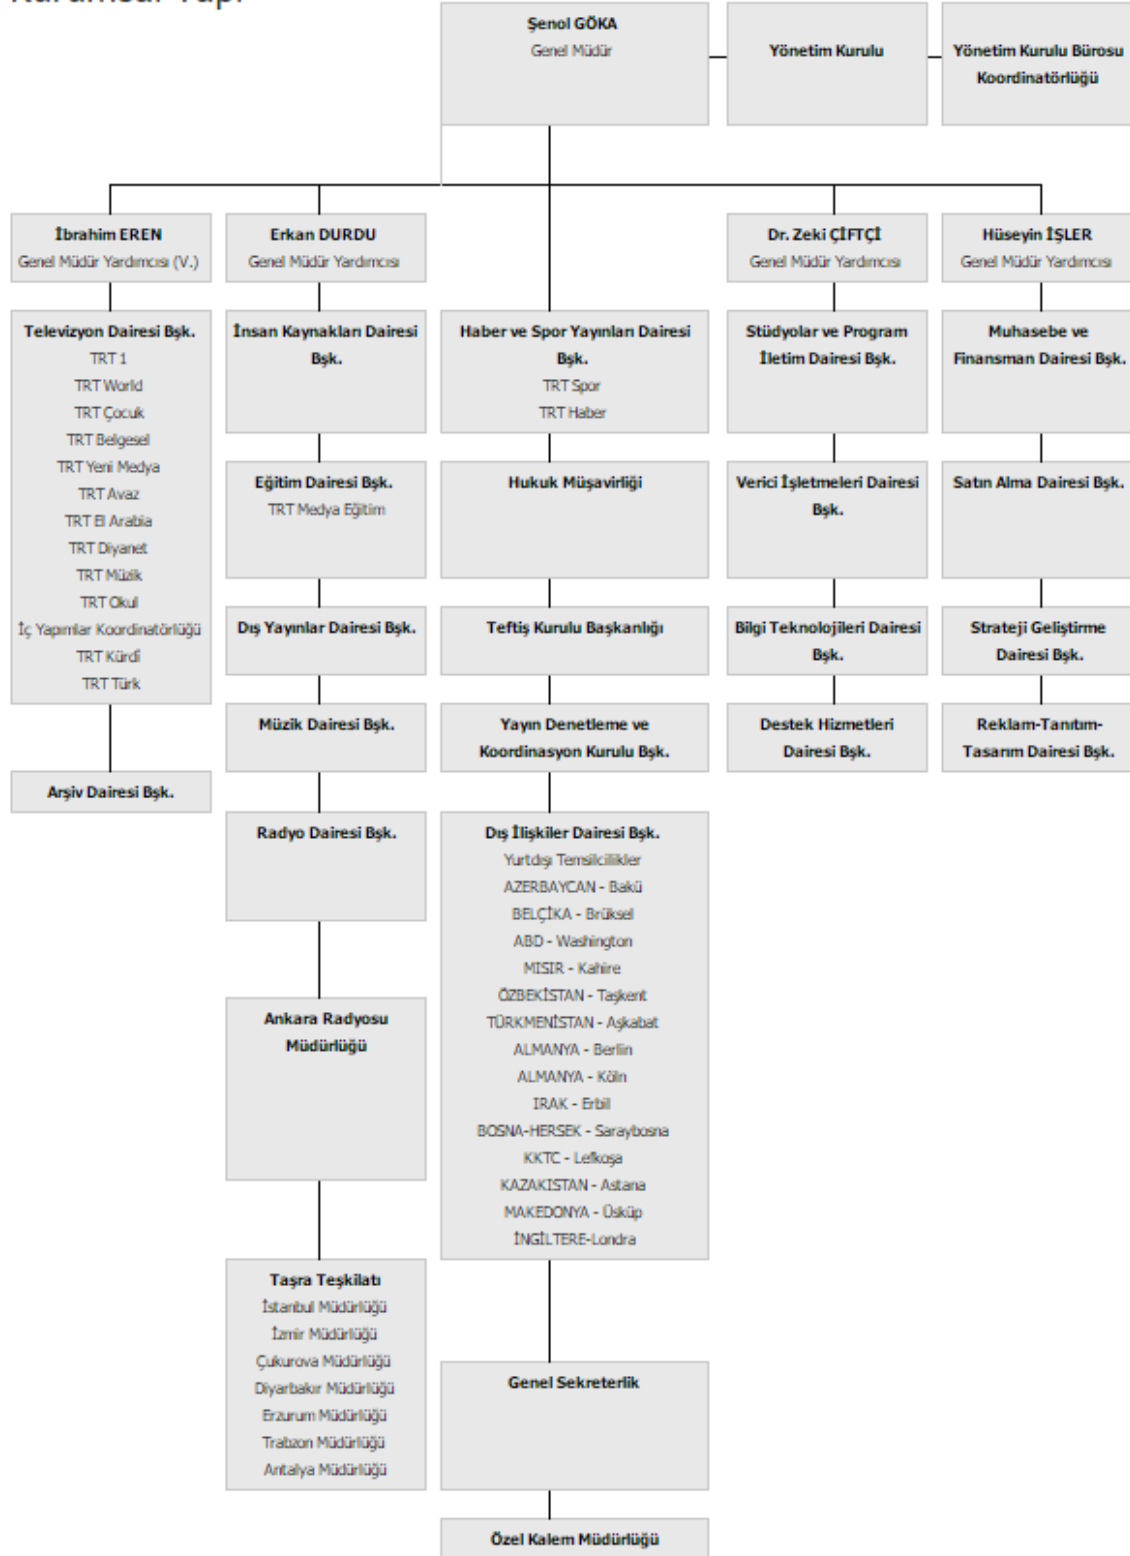 Kurumsal Yapı
Şenol GÖKA
Genel Müdür
Yönetim Kurulu
Yönetim Kurulu Bürosu
Koordinatörlüğü
İbrahim EREN
Genel Müdür Yardımcısı (V.)
Erkan DURDU
Genel Müdür Yardımcısı
Dr. Zeki ÇİFTÇİ
Genel Müdür Yardımcısı
Hüseyin İŞLER
Genel Müdür Yardımcısı
Televizyon Dairesi Bşk.
TRT 1
TRT World
TRT Çocuk
TRT Belgesel
TRT Yeni Medya
TRT Avaz
TRT El Arabia
TRT Diyanet
TRT Müzik
TRT Okul
İç Yapımlar Koordinatörlüğü
TRT Kürdî
TRT Türk
Arşiv Dairesi Bşk.
İnsan Kaynakları Dairesi
Bşk.
Eğitim Dairesi Bşk.
TRT Medya Eğitim
Dış Yayınlar Dairesi Bşk.
Müzik Dairesi Bşk.
Radyo Dairesi Bşk.
Ankara Radyosu
Müdürlüğü
Taşra Teşkilatı
İstanbul Müdürlüğü
İzmir Müdürlüğü
Çukurova Müdürlüğü
Diyarbakır Müdürlüğü
Erzurum Müdürlüğü
Trabzon Müdürlüğü
Antalya Müdürlüğü
Haber ve Spor Yayınları Dairesi
Bşk.
TRT Spor
TRT Haber
Hukuk Müşavirliği
Teftiş Kurulu Başkanlığı
Yayın Denetleme ve
Koordinasyon Kurulu Bşk.
Dış İlişkiler Dairesi Bşk.
Yurtdışı Temsilcilikler
AZERBAYCAN - Bakü
BELÇİKA - Brüksel
ABD - Washington
MISIR - Kahire
ÖZBEKİSTAN - Taşkent
TÜRKMENİSTAN - Aşkabat
ALMANYA - Berlin
ALMANYA - Köln
IRAK - Erbil
BOSNA-HERSEK - Saraybosna
KKTC - Lefkoşa
KAZAKISTAN - Astana
MAKEDONYA - Üsküp
İNGİLTERE-Londra
Genel Sekreterlik
Özel Kalem Müdürlüğü
Stüdyolar ve Program
İletim Dairesi Bşk.
Verici İşletmeleri Dairesi
Bşk.
Bilgi Teknolojileri Dairesi
Bşk.
Destek Hizmetleri
Dairesi Bşk.
Muhasebe ve
Finansman Dairesi Bşk.
Satın Alma Dairesi Bşk.
Strateji Geliştirme
Dairesi Bşk.
Reklam-Tanıtım-
Tasarım Dairesi Bşk.